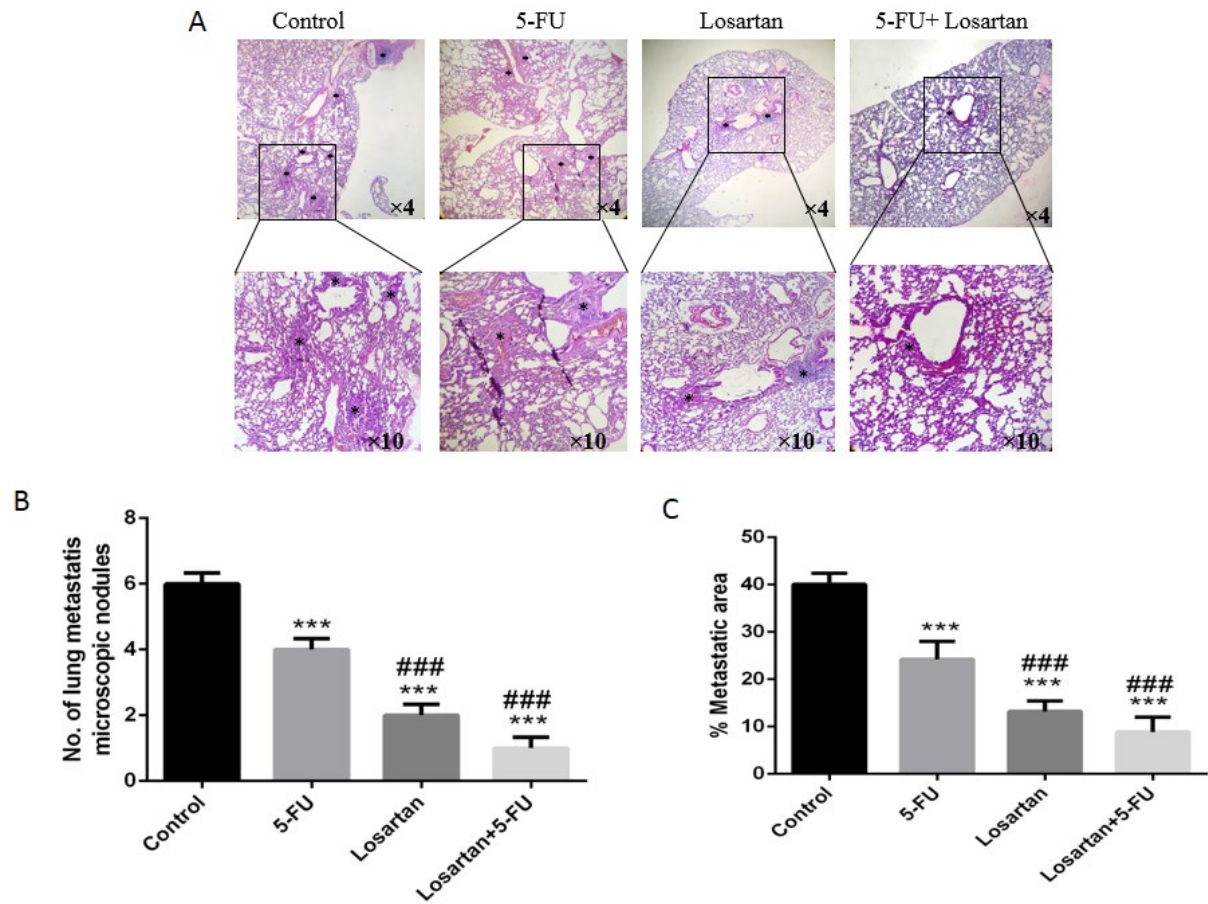 A
Control 5-FU Losartan 5-FU+ Losartan
×4 ×4 ×4 ×4
* * * * * * *
×10 ×10 ×10 ×10
B
No. of lung metastatis
microscopic nodules
8
6
4
2
0
***
###
***
###
***
Control 5-FU Losartan Losartan+5-FU
C
% Metastatic area
50
40
30
20
10
0
***
###
***
###
***
Control 5-FU Losartan Losartan+5-FU